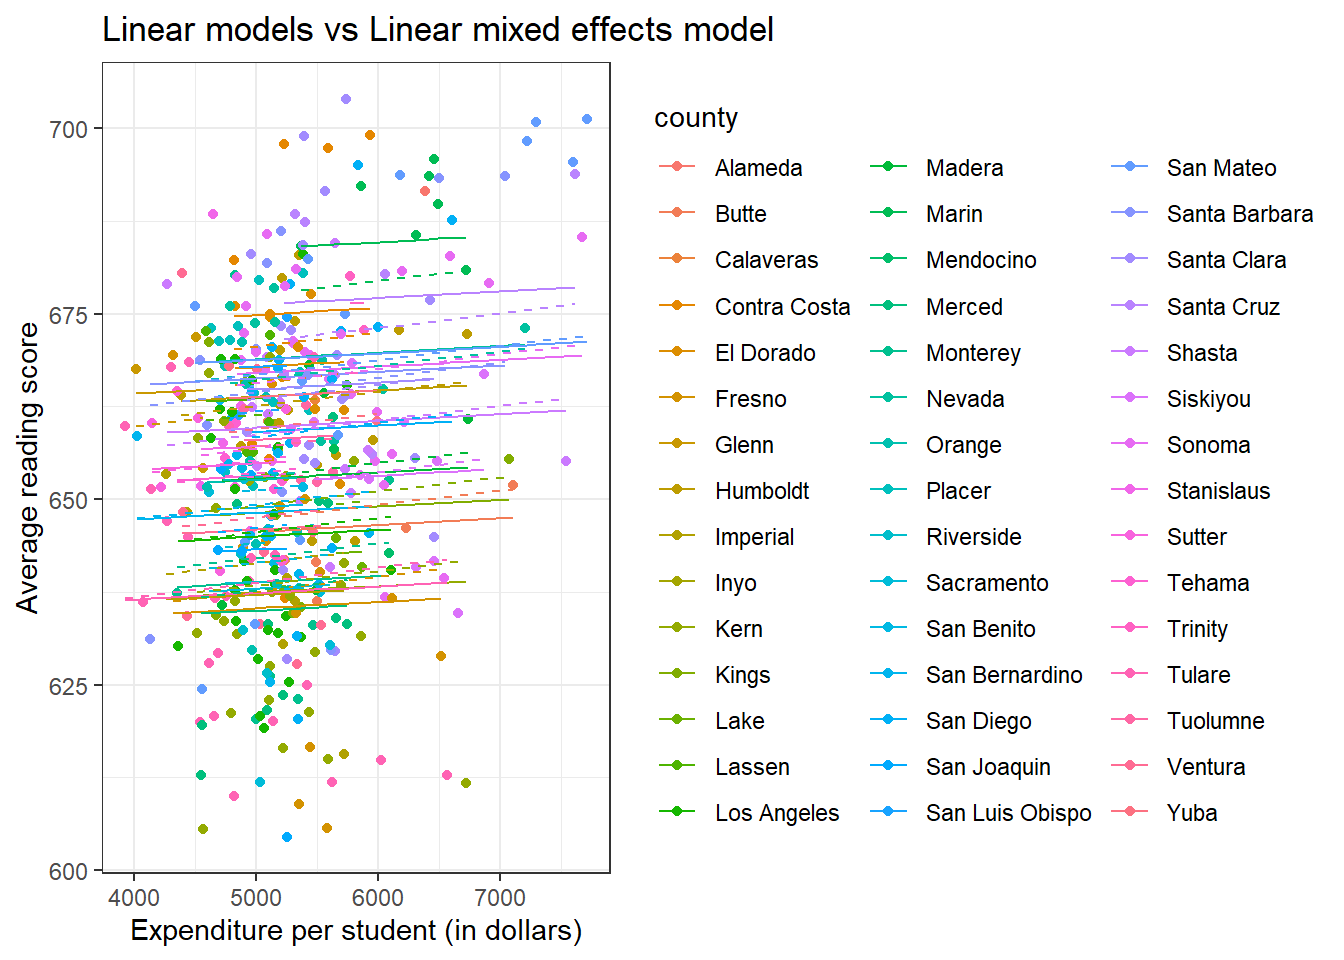 Linear models vs Linear mixed effects model
Average reading score
700
675
650
625
600
4000 5000 6000 7000
Expenditure per student (in dollars)
county
Alameda
Butte
Calaveras
Contra Costa
El Dorado
Fresno
Glenn
Humboldt
Imperial
Inyo
Kern
Kings
Lake
Lassen
Los Angeles
Madera
Marin
Mendocino
Merced
Monterey
Nevada
Orange
Placer
Riverside
Sacramento
San Benito
San Bernardino
San Diego
San Joaquin
San Luis Obispo
San Mateo
Santa Barbara
Santa Clara
Santa Cruz
Shasta
Siskiyou
Sonoma
Stanislaus
Sutter
Tehama
Trinity
Tulare
Tuolumne
Ventura
Yuba